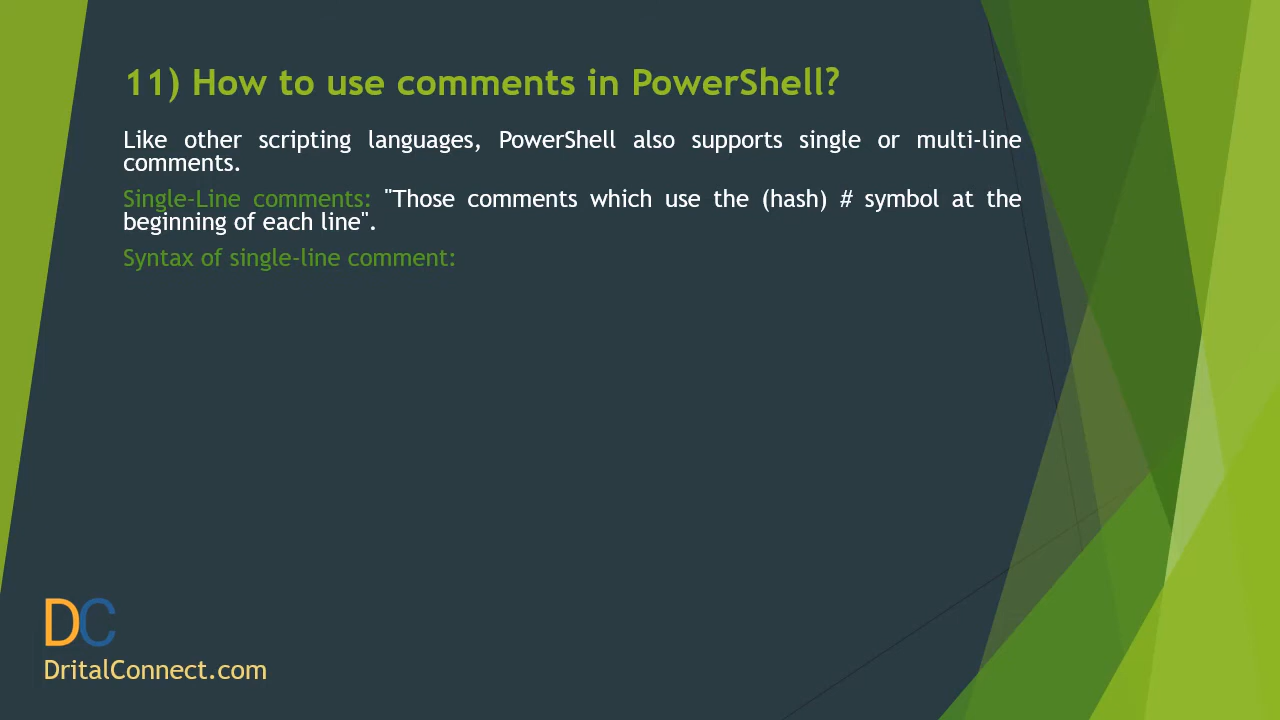 11) How to use comments in PowerShell?
Like other scripting languages, PowerShell also supports single or multi-line
comments.
Single-Line comments: "Those comments which use the (hash) # symbol at the
beginning of each line".
Syntax of single-line comment:
DC
DritalConnect.com